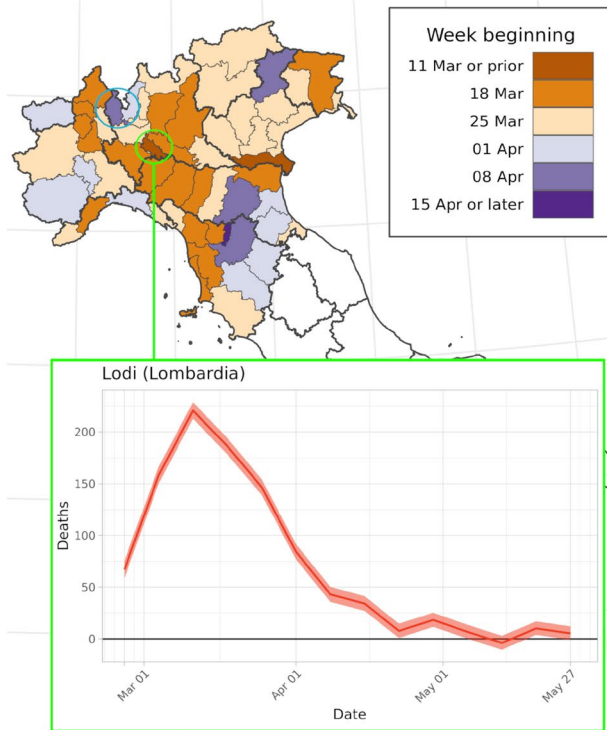 Week beginning
11 Mar or prior
18 Mar
25 Mar
01 Apr
08 Apr
15 Apr or later
Lodi (Lombardia)
Deaths
200
150
100
50
0
Mar 01
Apr 01
May 01
May 27
Date